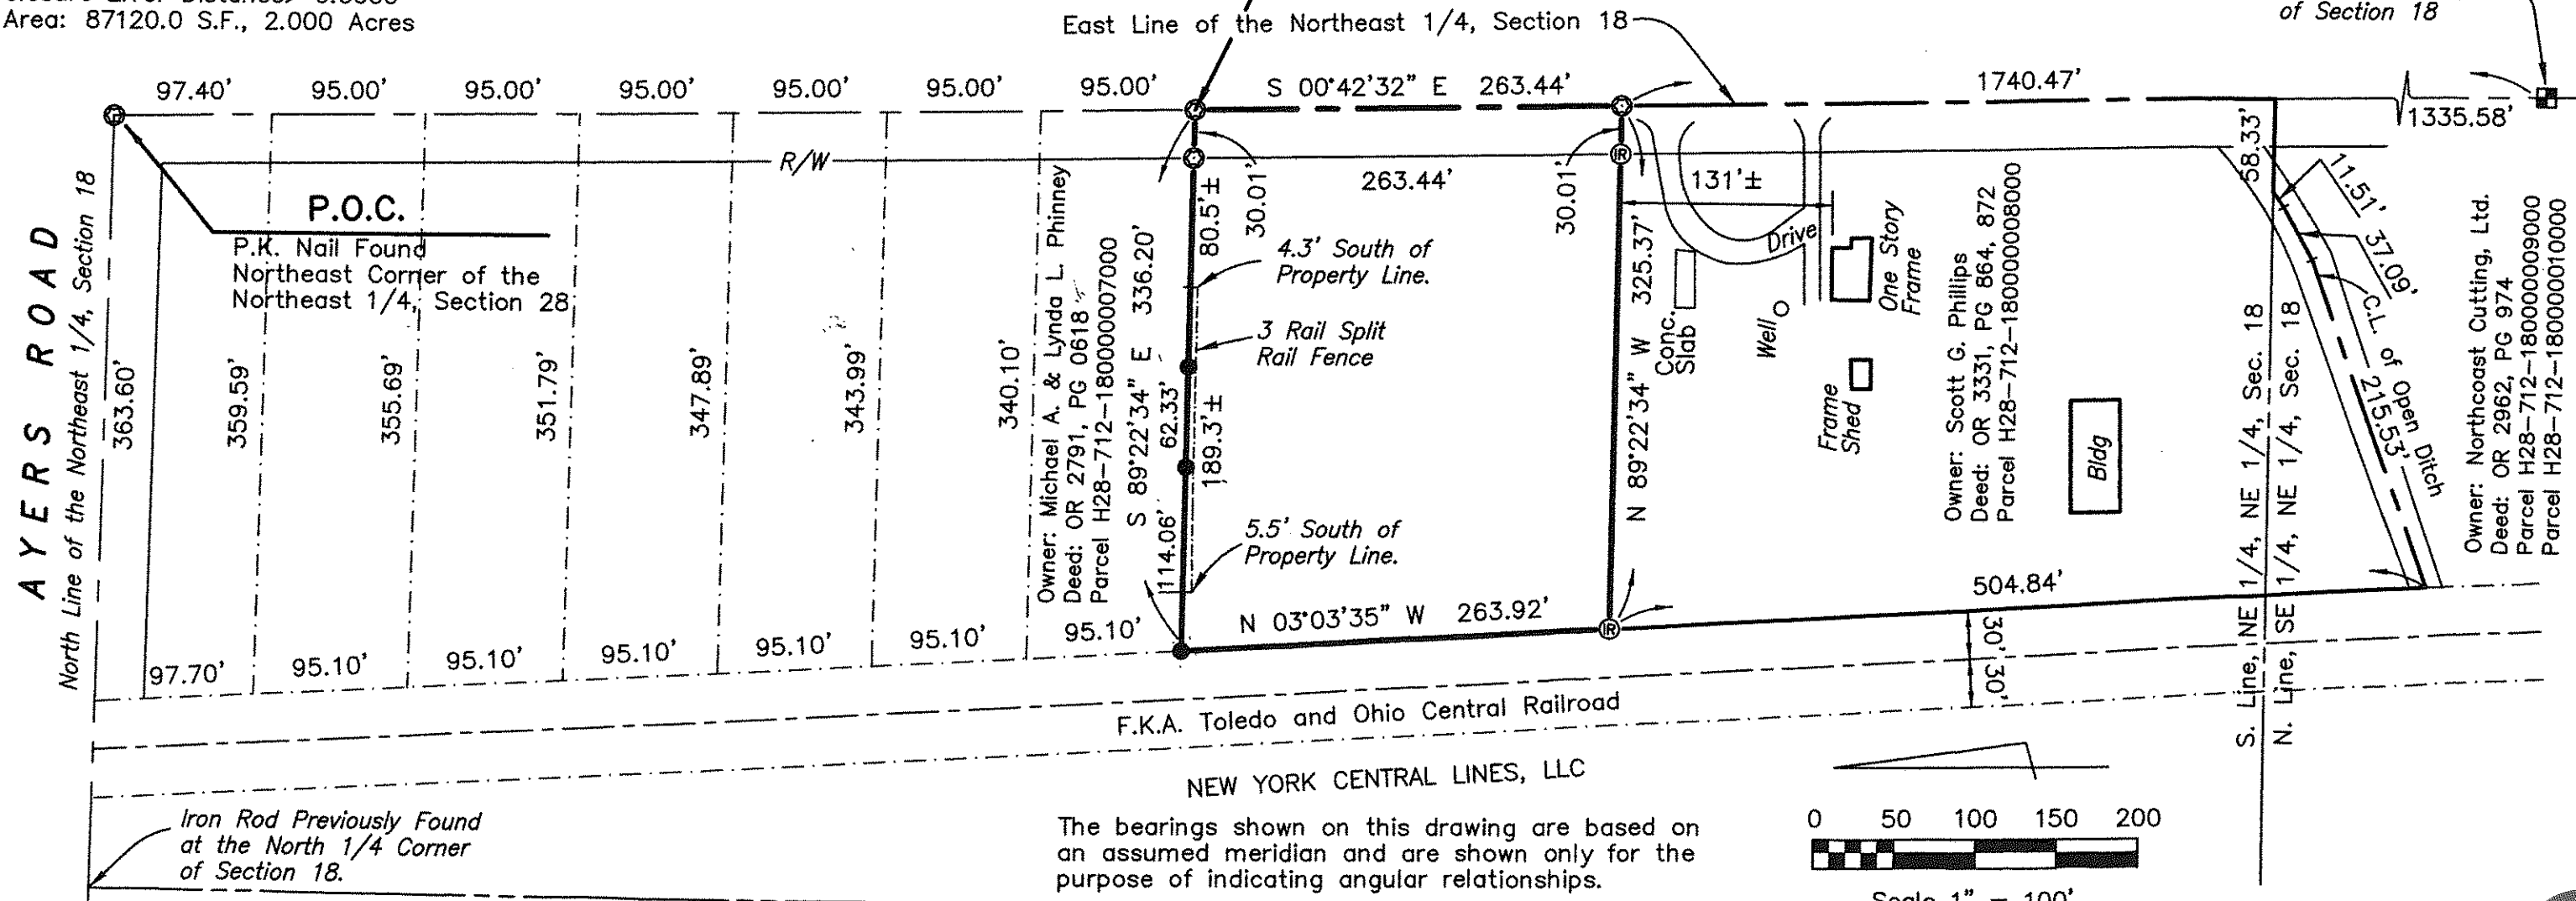 Area: 87120.0 S.F., 2.000 Acres
East Line of the Northeast 1/4, Section 18
of Section 18
97.40'
95.00'
95.00'
95.00'
95.00'
95.00'
95.00'
S 00°42'32" E 263.44'
1740.47'
1335.58'
R/W
263.44'
30.01'
30.01'
80.5'±
131'±
58.33'
11.51'
37.09'
C.L. of Open Ditch
215.53'
AYERS ROAD
North Line of the Northeast 1/4, Section 18
P.O.C.
P.K. Nail Found
Northeast Corner of the
Northeast 1/4, Section 28
363.60'
359.59'
355.69'
351.79'
347.89'
343.99'
340.10'
Owner: Michael A. & Lynda L. Phinney
Deed: OR 2791, PG 0618
Parcel H28-712-180000007000
S 89°22'34" E 336.20'
62.33'
114.06'
189.3'±
4.3' South of
Property Line.
3 Rail Split
Rail Fence
5.5' South of
Property Line.
N 89°22'34" W 325.37'
IR
IR
Conc.
Slab
Drive
Well
One Story
Frame
Frame
Shed
Owner: Scott G. Phillips
Deed: OR 3331, PG 864, 872
Parcel H28-712-180000008000
Bldg
S. Line, NE 1/4, NE 1/4, Sec. 18
N. Line, SE 1/4, NE 1/4, Sec. 18
Owner: Northcoast Cutting, Ltd.
Deed: OR 2962, PG 974
Parcel H28-712-180000009000
Parcel H28-712-180000010000
97.70'
95.10'
95.10'
95.10'
95.10'
95.10'
95.10'
N 03°03'35" W 263.92'
504.84'
30'
30'
F.K.A. Toledo and Ohio Central Railroad
NEW YORK CENTRAL LINES, LLC
Iron Rod Previously Found
at the North 1/4 Corner
of Section 18.
The bearings shown on this drawing are based on
an assumed meridian and are shown only for the
purpose of indicating angular relationships.
0 50 100 150 200
Scale 1" = 100'